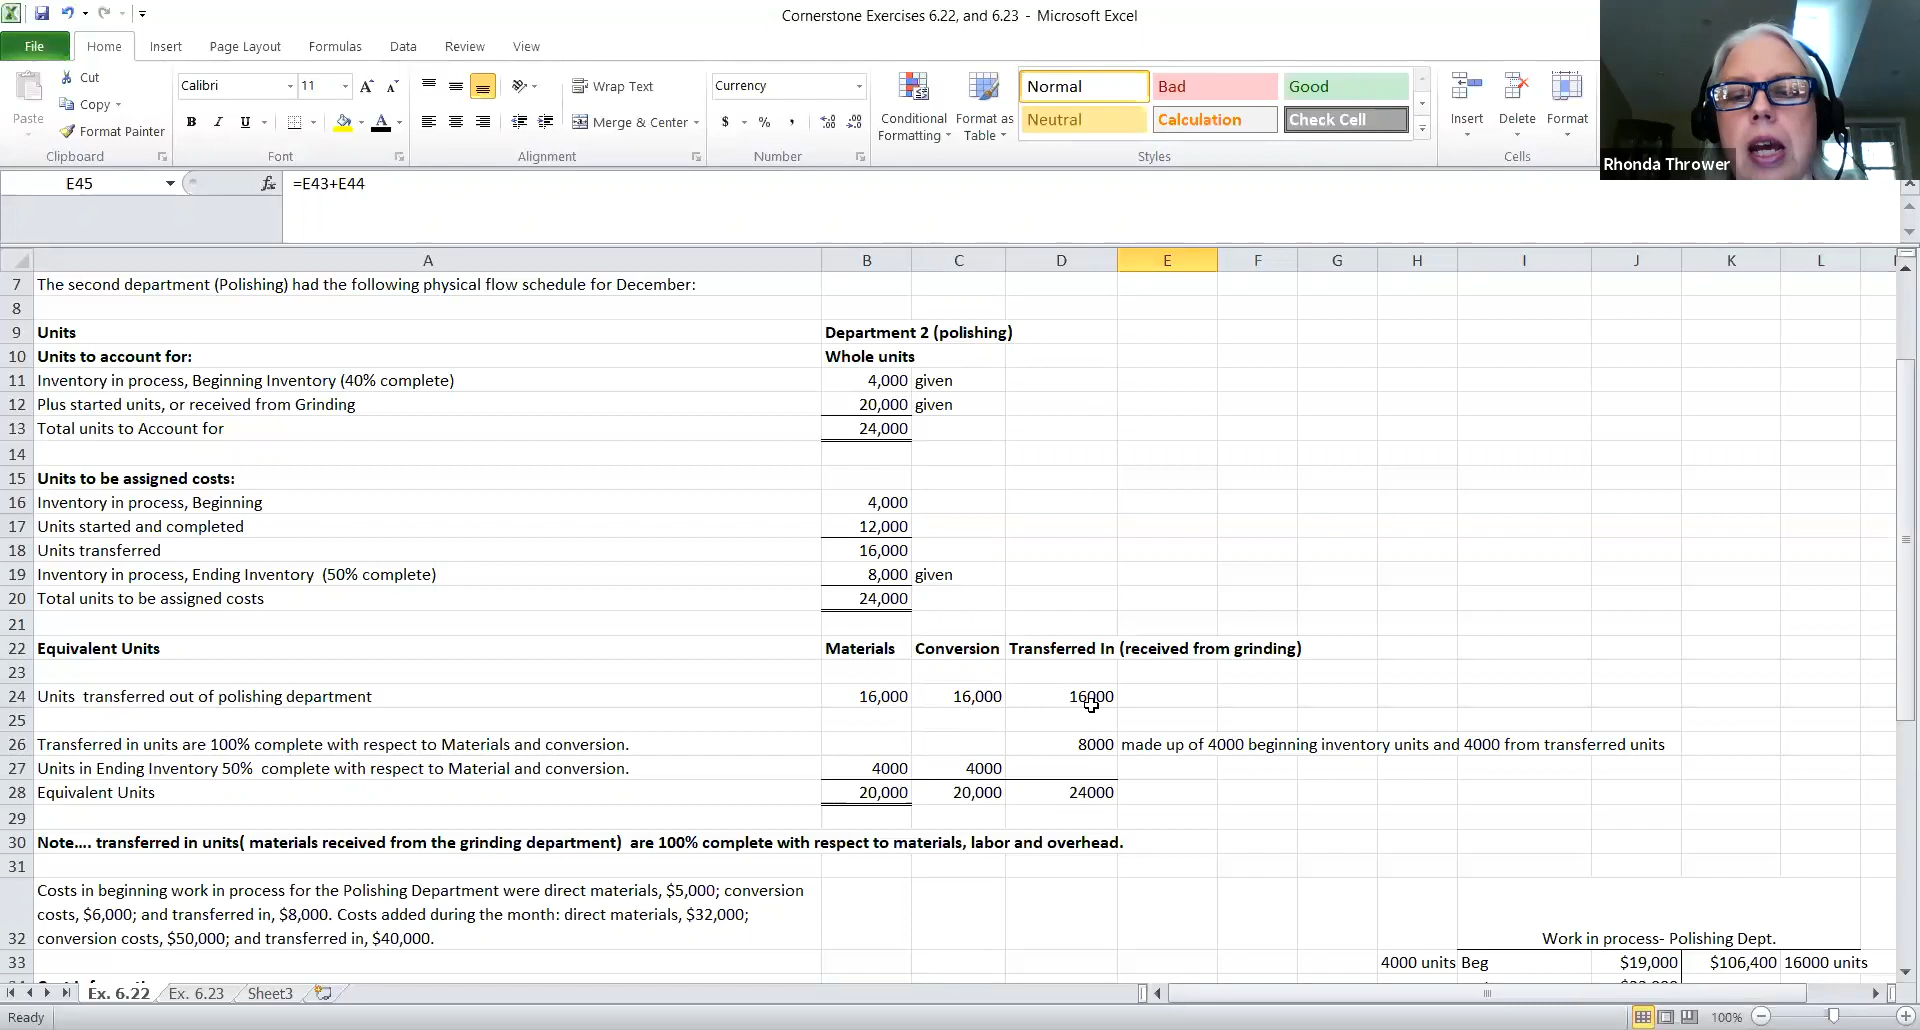 Cornerstone Exercises 6.22, and 6.23 - Microsoft Excel
File Home Insert Page Layout Formulas Data Review View
Paste
Cut
Copy
Format Painter
Clipboard
Calibri 11
B I U
Font
Wrap Text
Merge & Center
Alignment
Currency
$ % ,
Number
Conditional Formatting
Format as Table
Normal Bad Good
Neutral Calculation Check Cell
Styles
Insert Delete Format
Cells
Rhonda Thrower
E45 fx =E43+E44
A B C D E F G H I J K L
7 The second department (Polishing) had the following physical flow schedule for December:
8
9 Units Department 2 (polishing)
10 Units to account for: Whole units
11 Inventory in process, Beginning Inventory (40% complete) 4,000 given
12 Plus started units, or received from Grinding 20,000 given
13 Total units to Account for 24,000
14
15 Units to be assigned costs:
16 Inventory in process, Beginning 4,000
17 Units started and completed 12,000
18 Units transferred 16,000
19 Inventory in process, Ending Inventory (50% complete) 8,000 given
20 Total units to be assigned costs 24,000
21
22 Equivalent Units Materials Conversion Transferred In (received from grinding)
23
24 Units transferred out of polishing department 16,000 16,000 16000
25
26 Transferred in units are 100% complete with respect to Materials and conversion. 8000 made up of 4000 beginning inventory units and 4000 from transferred units
27 Units in Ending Inventory 50% complete with respect to Material and conversion. 4000 4000
28 Equivalent Units 20,000 20,000 24000
29
30 Note.... transferred in units( materials received from the grinding department) are 100% complete with respect to materials, labor and overhead.
31
Costs in beginning work in process for the Polishing Department were direct materials, $5,000; conversion
costs, $6,000; and transferred in, $8,000. Costs added during the month: direct materials, $32,000;
32 conversion costs, $50,000; and transferred in, $40,000. Work in process- Polishing Dept.
33 4000 units Beg $19,000 $106,400 16000 units
Ex. 6.22 Ex. 6.23 Sheet3
Ready 100%